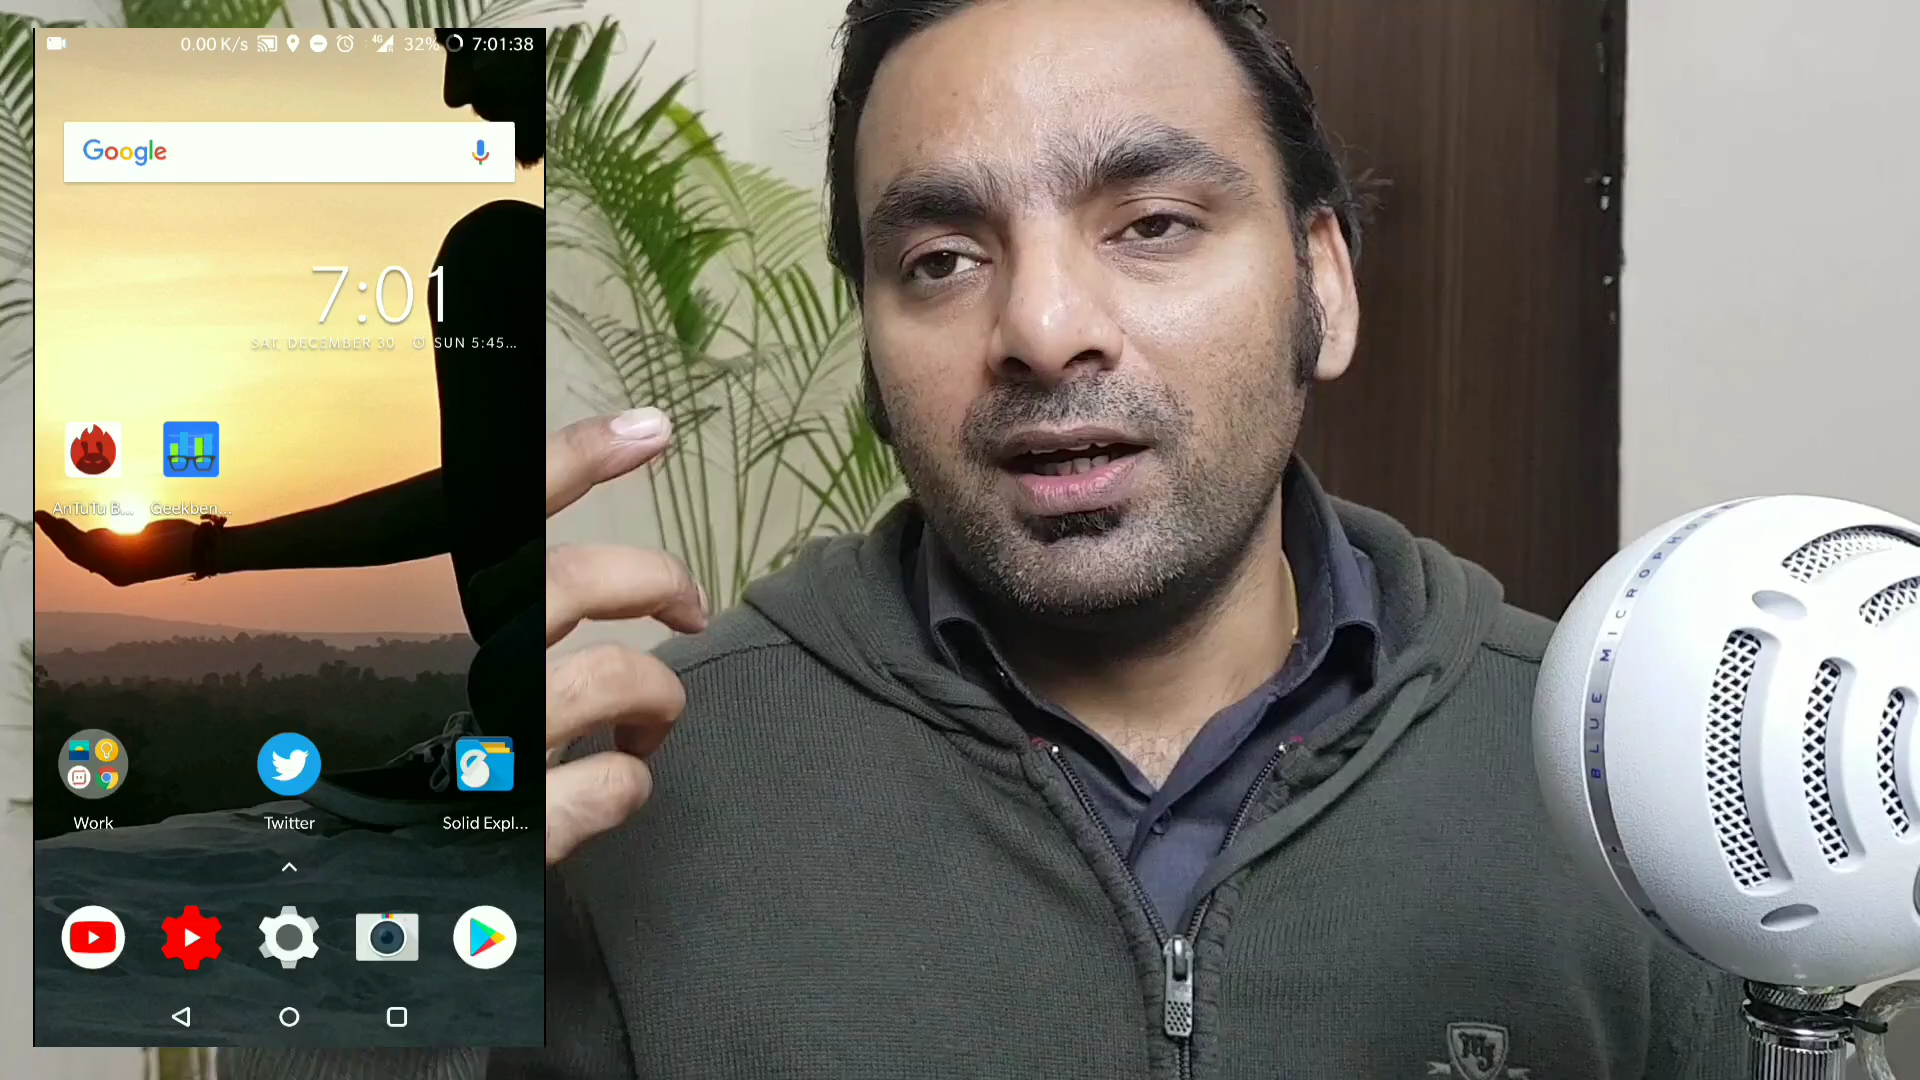 0.00 K/s 4G 32% 7:01:38
Google
7:01
SAT, DECEMBER 30 SUN 5:45...
AnTuTu B... Geekben...
Work Twitter Solid Expl...
BLUE MICROPHONES